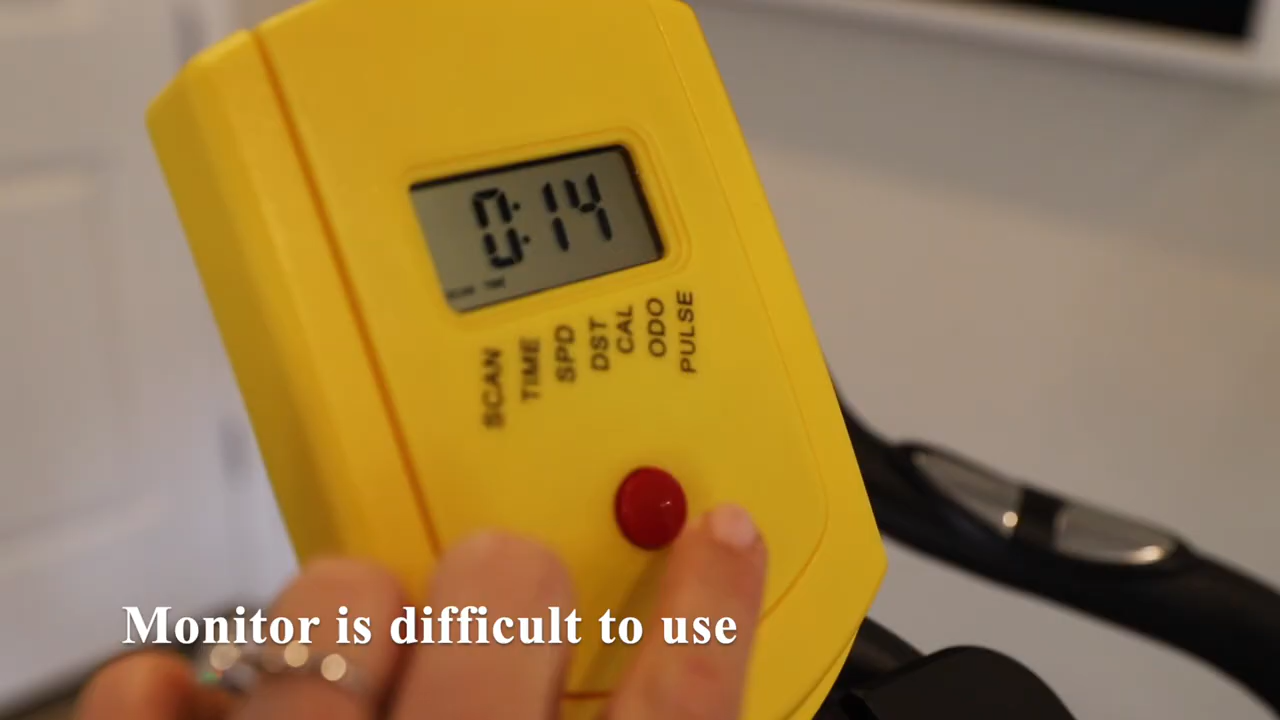 0:14
SCAN
TIME
SPD
DST
CAL
ODO
PULSE
Monitor is difficult to use